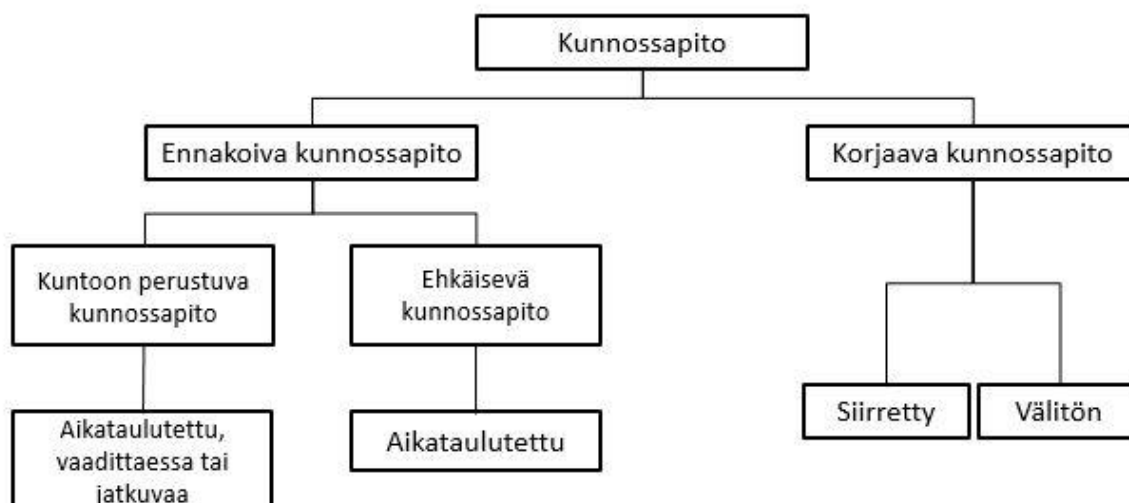 Kunnossapito
Ennakoiva kunnossapito
Korjaava kunnossapito
Kuntoon perustuva
kunnossapito
Ehkäisevä
kunnossapito
Siirretty
Välitön
Aikataulutettu,
vaadittaessa tai
jatkuvaa
Aikataulutettu